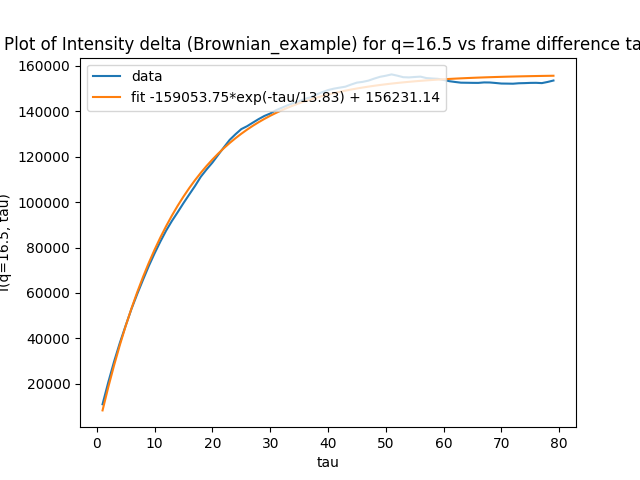 Plot of Intensity delta (Brownian_example) for q=16.5 vs frame difference ta
data
fit -159053.75*exp(-tau/13.83) + 156231.14
160000
140000
120000
100000
80000
60000
40000
20000
I(q=16.5, tau)
0 10 20 30 40 50 60 70 80
tau